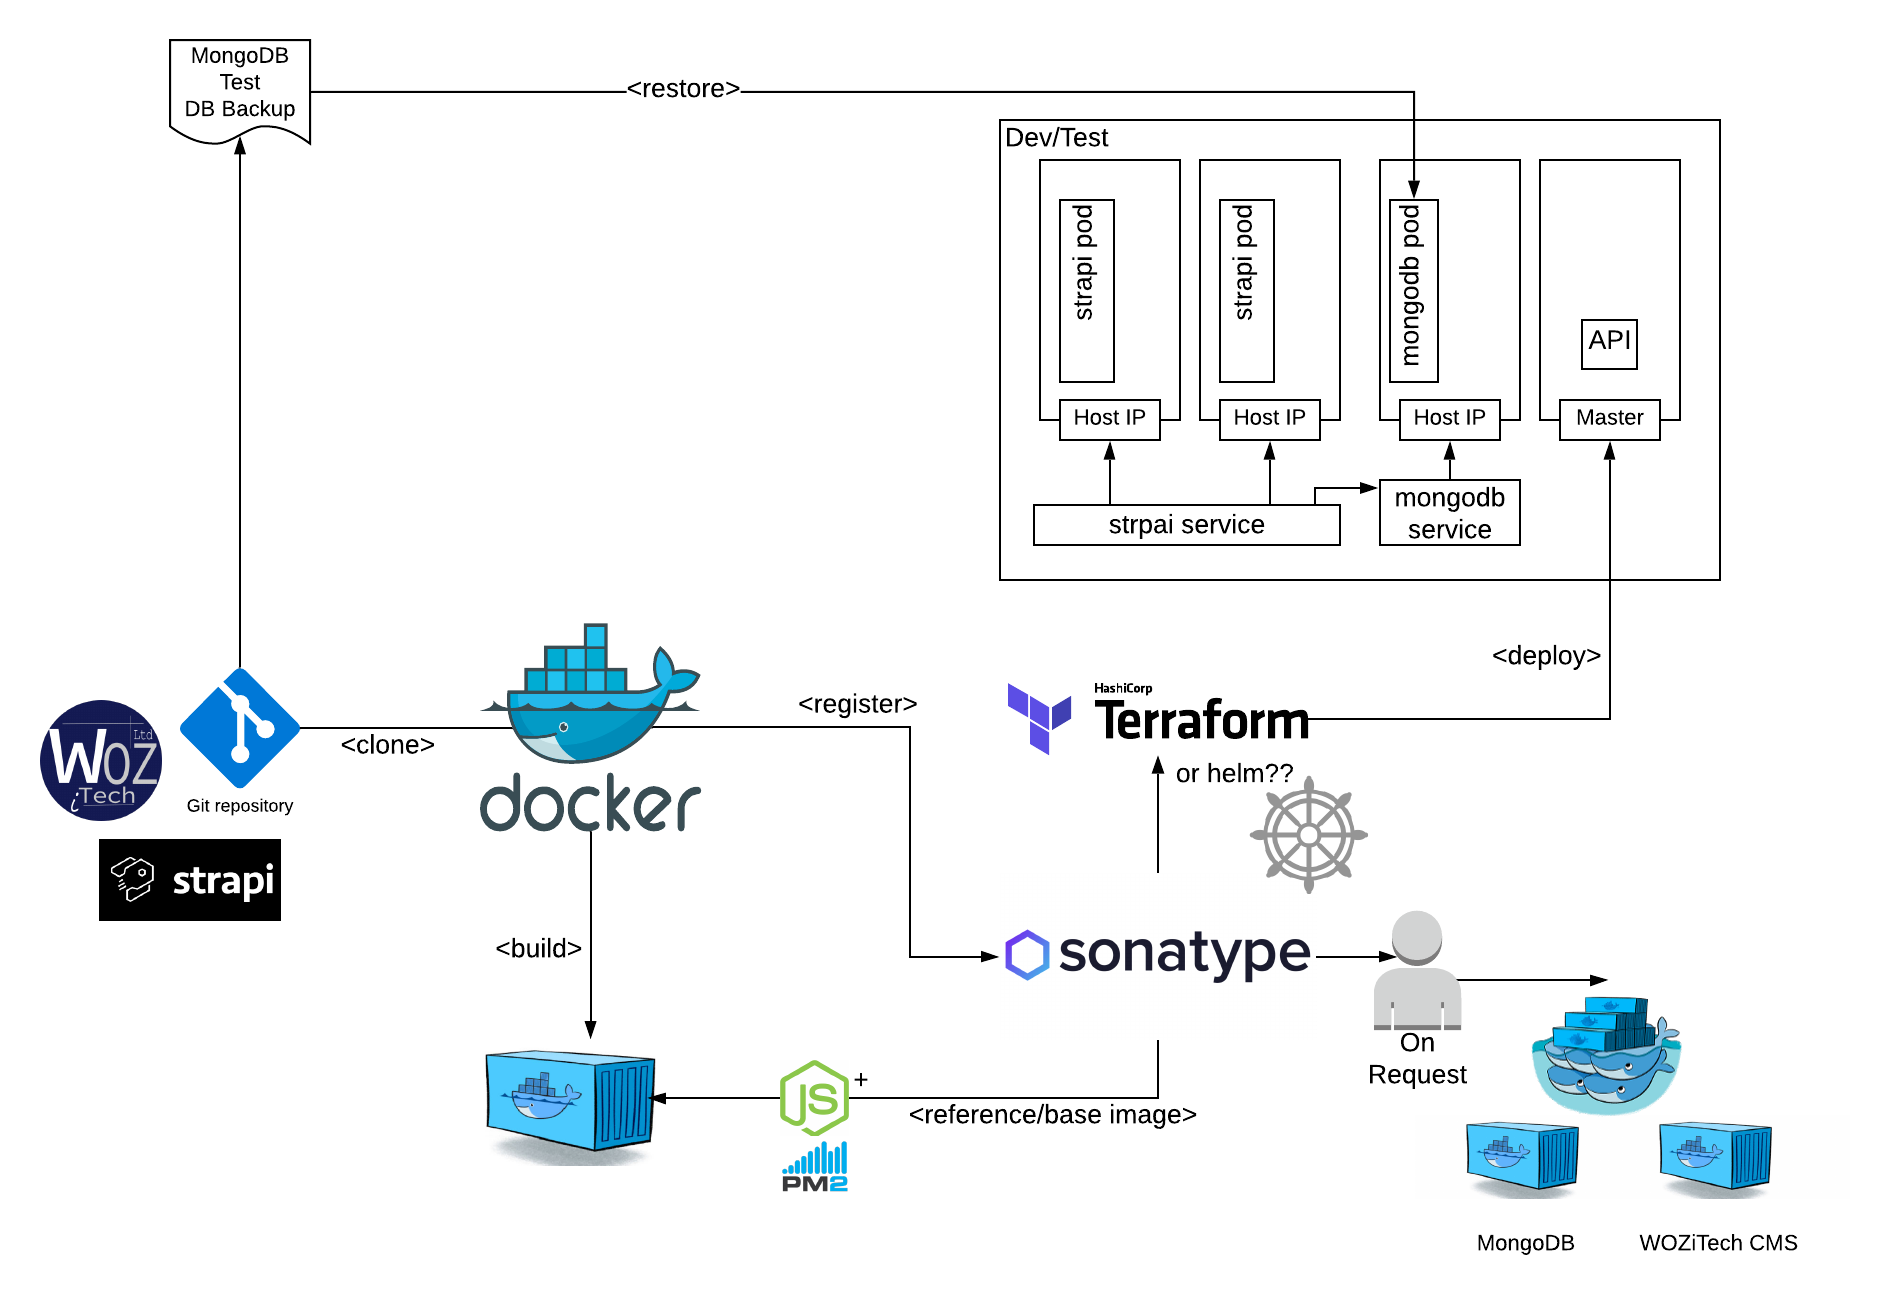 MongoDB
Test
DB Backup
<restore>
Dev/Test
strapi pod
strapi pod
mongodb pod
API
Host IP
Host IP
Host IP
Master
strpai service
mongodb
service
<deploy>
<register>
HashiCorp
Terraform
or helm??
<clone>
WOZ Ltd
iTech
Git repository
docker
strapi
<build>
sonatype
On
Request
JS
+
<reference/base image>
PM2
MongoDB
WOZiTech CMS